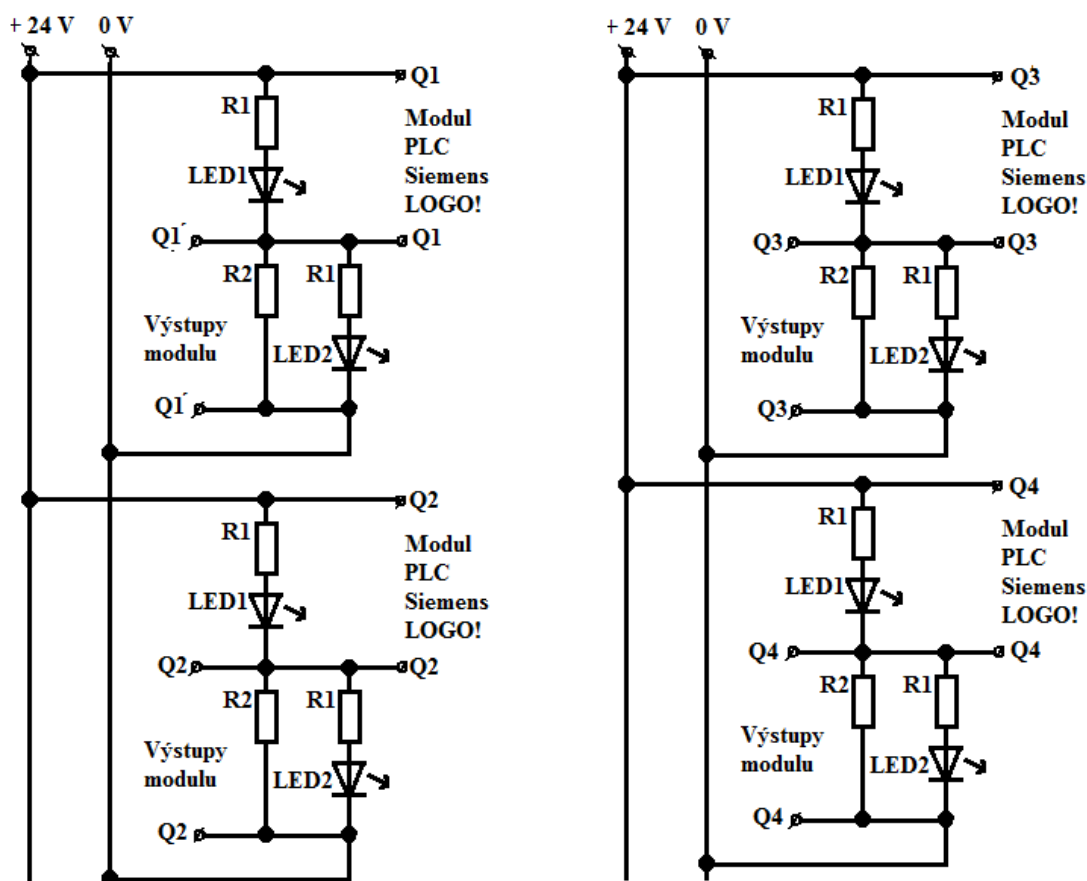 + 24 V 0 V
Q1
R1
Modul
PLC
Siemens
LOGO!
LED1
Q1 Q1
R2 R1
Výstupy
modulu
LED2
Q1
Q2
R1
Modul
PLC
Siemens
LOGO!
LED1
Q2 Q2
R2 R1
Výstupy
modulu
LED2
Q2
+ 24 V 0 V
Q3
R1
Modul
PLC
Siemens
LOGO!
LED1
Q3 Q3
R2 R1
Výstupy
modulu
LED2
Q3
Q4
R1
Modul
PLC
Siemens
LOGO!
LED1
Q4 Q4
R2 R1
Výstupy
modulu
LED2
Q4